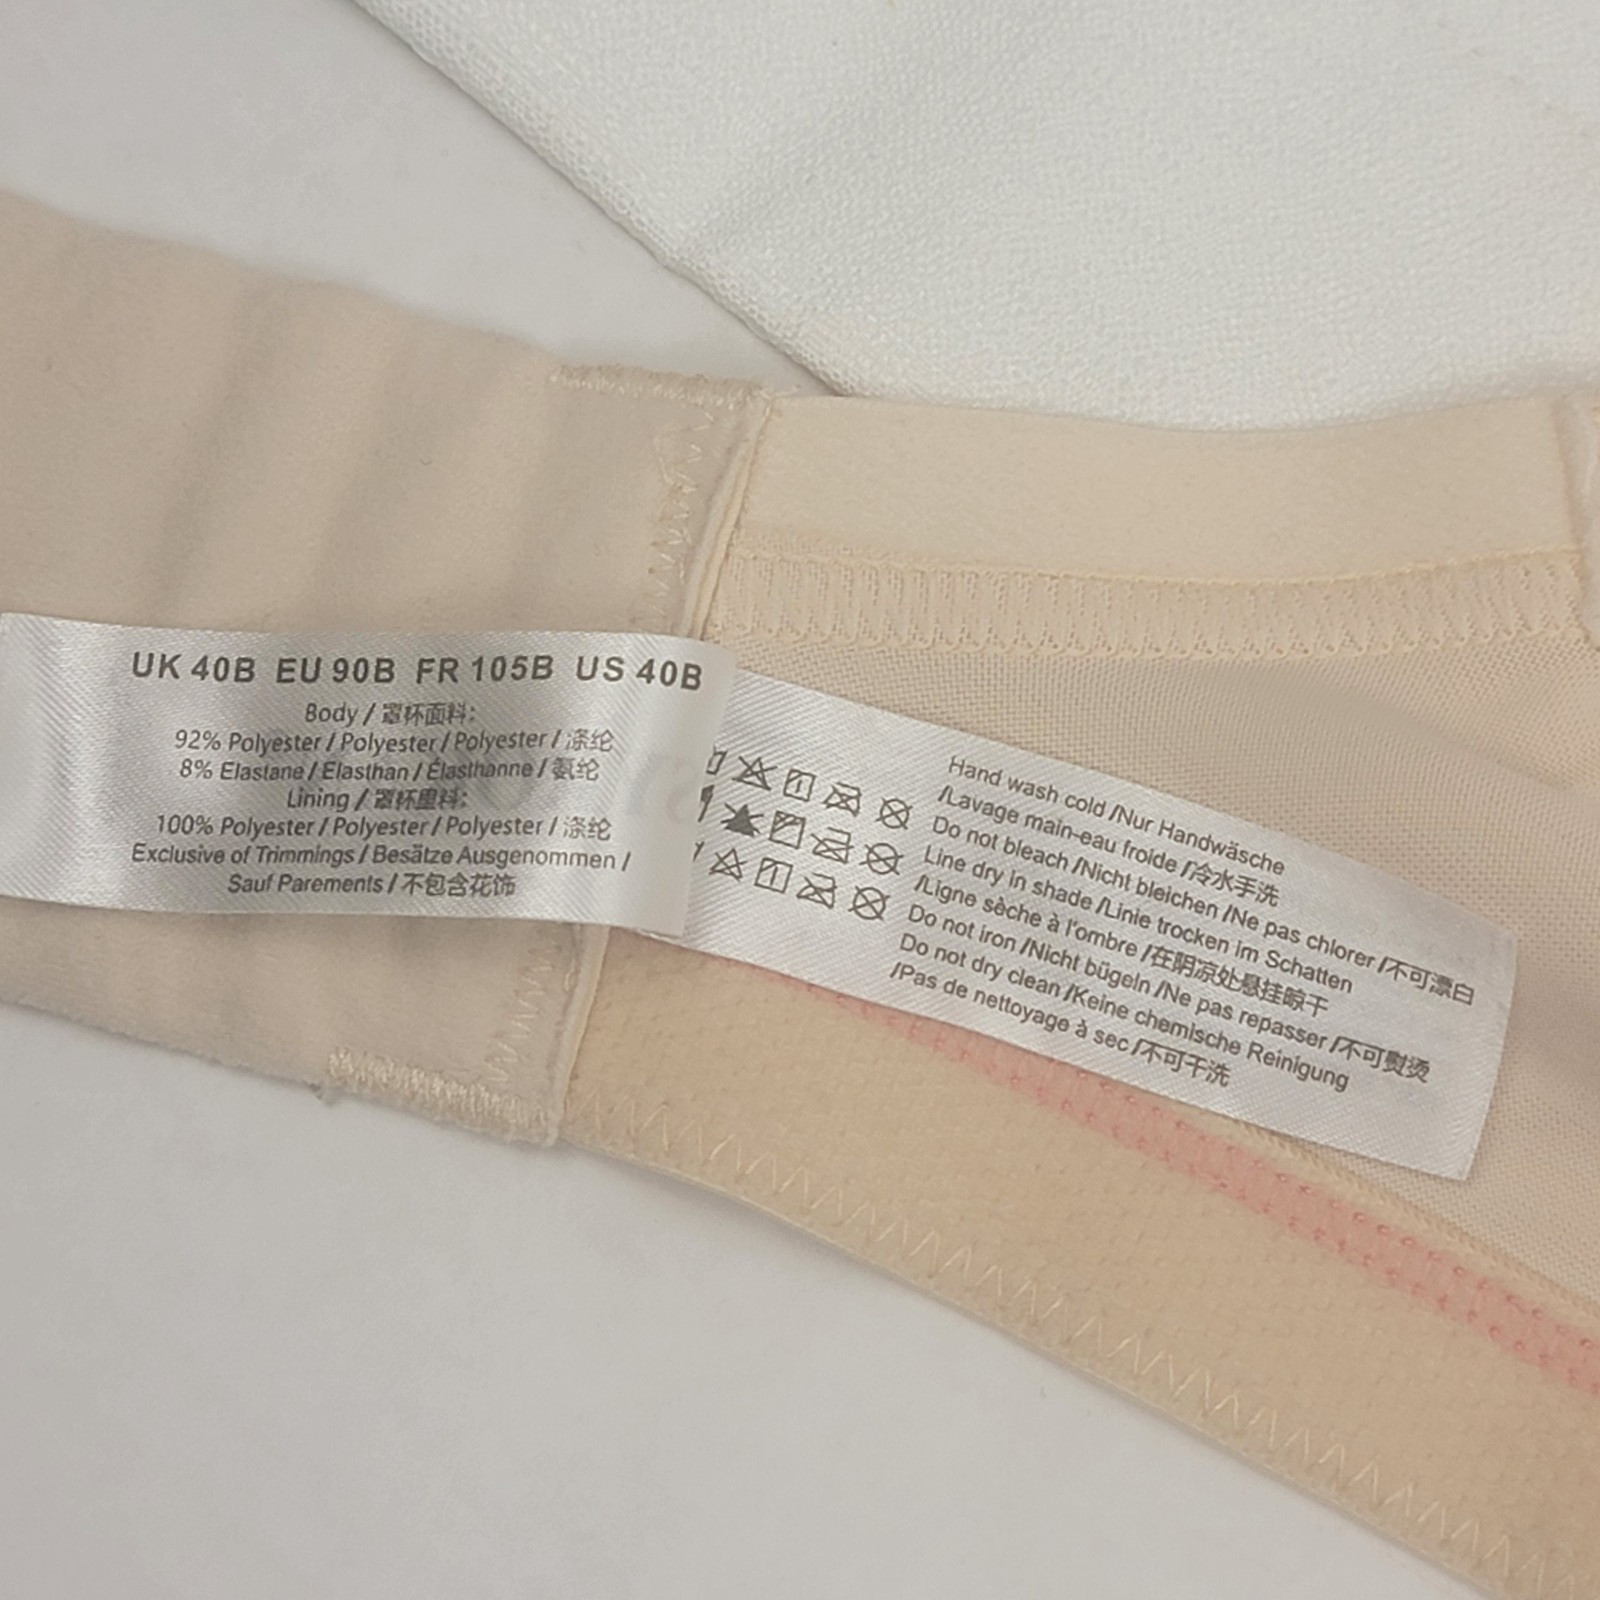 UK 40B EU 90B FR 105B US 40B
Body / 罩杯面料:
92% Polyester / Polyester / Polyester / 涤纶
8% Elastane / Elasthan / Élasthanne / 氨纶
Lining / 罩杯里料:
100% Polyester / Polyester / Polyester / 涤纶
Exclusive of Trimmings / Besätze Ausgenommen /
Sauf Parements / 不包含花饰
Hand wash cold /Nur Handwäsche
/Lavage main-eau froide /冷水手洗
Do not bleach /Nicht bleichen /Ne pas chlorer /不可漂白
Line dry in shade /Linie trocken im Schatten
/Ligne sèche à l'ombre /在阴凉处悬挂晾干
Do not iron /Nicht bügeln /Ne pas repasser /不可熨烫
Do not dry clean /Keine chemische Reinigung
/Pas de nettoyage à sec /不可干洗